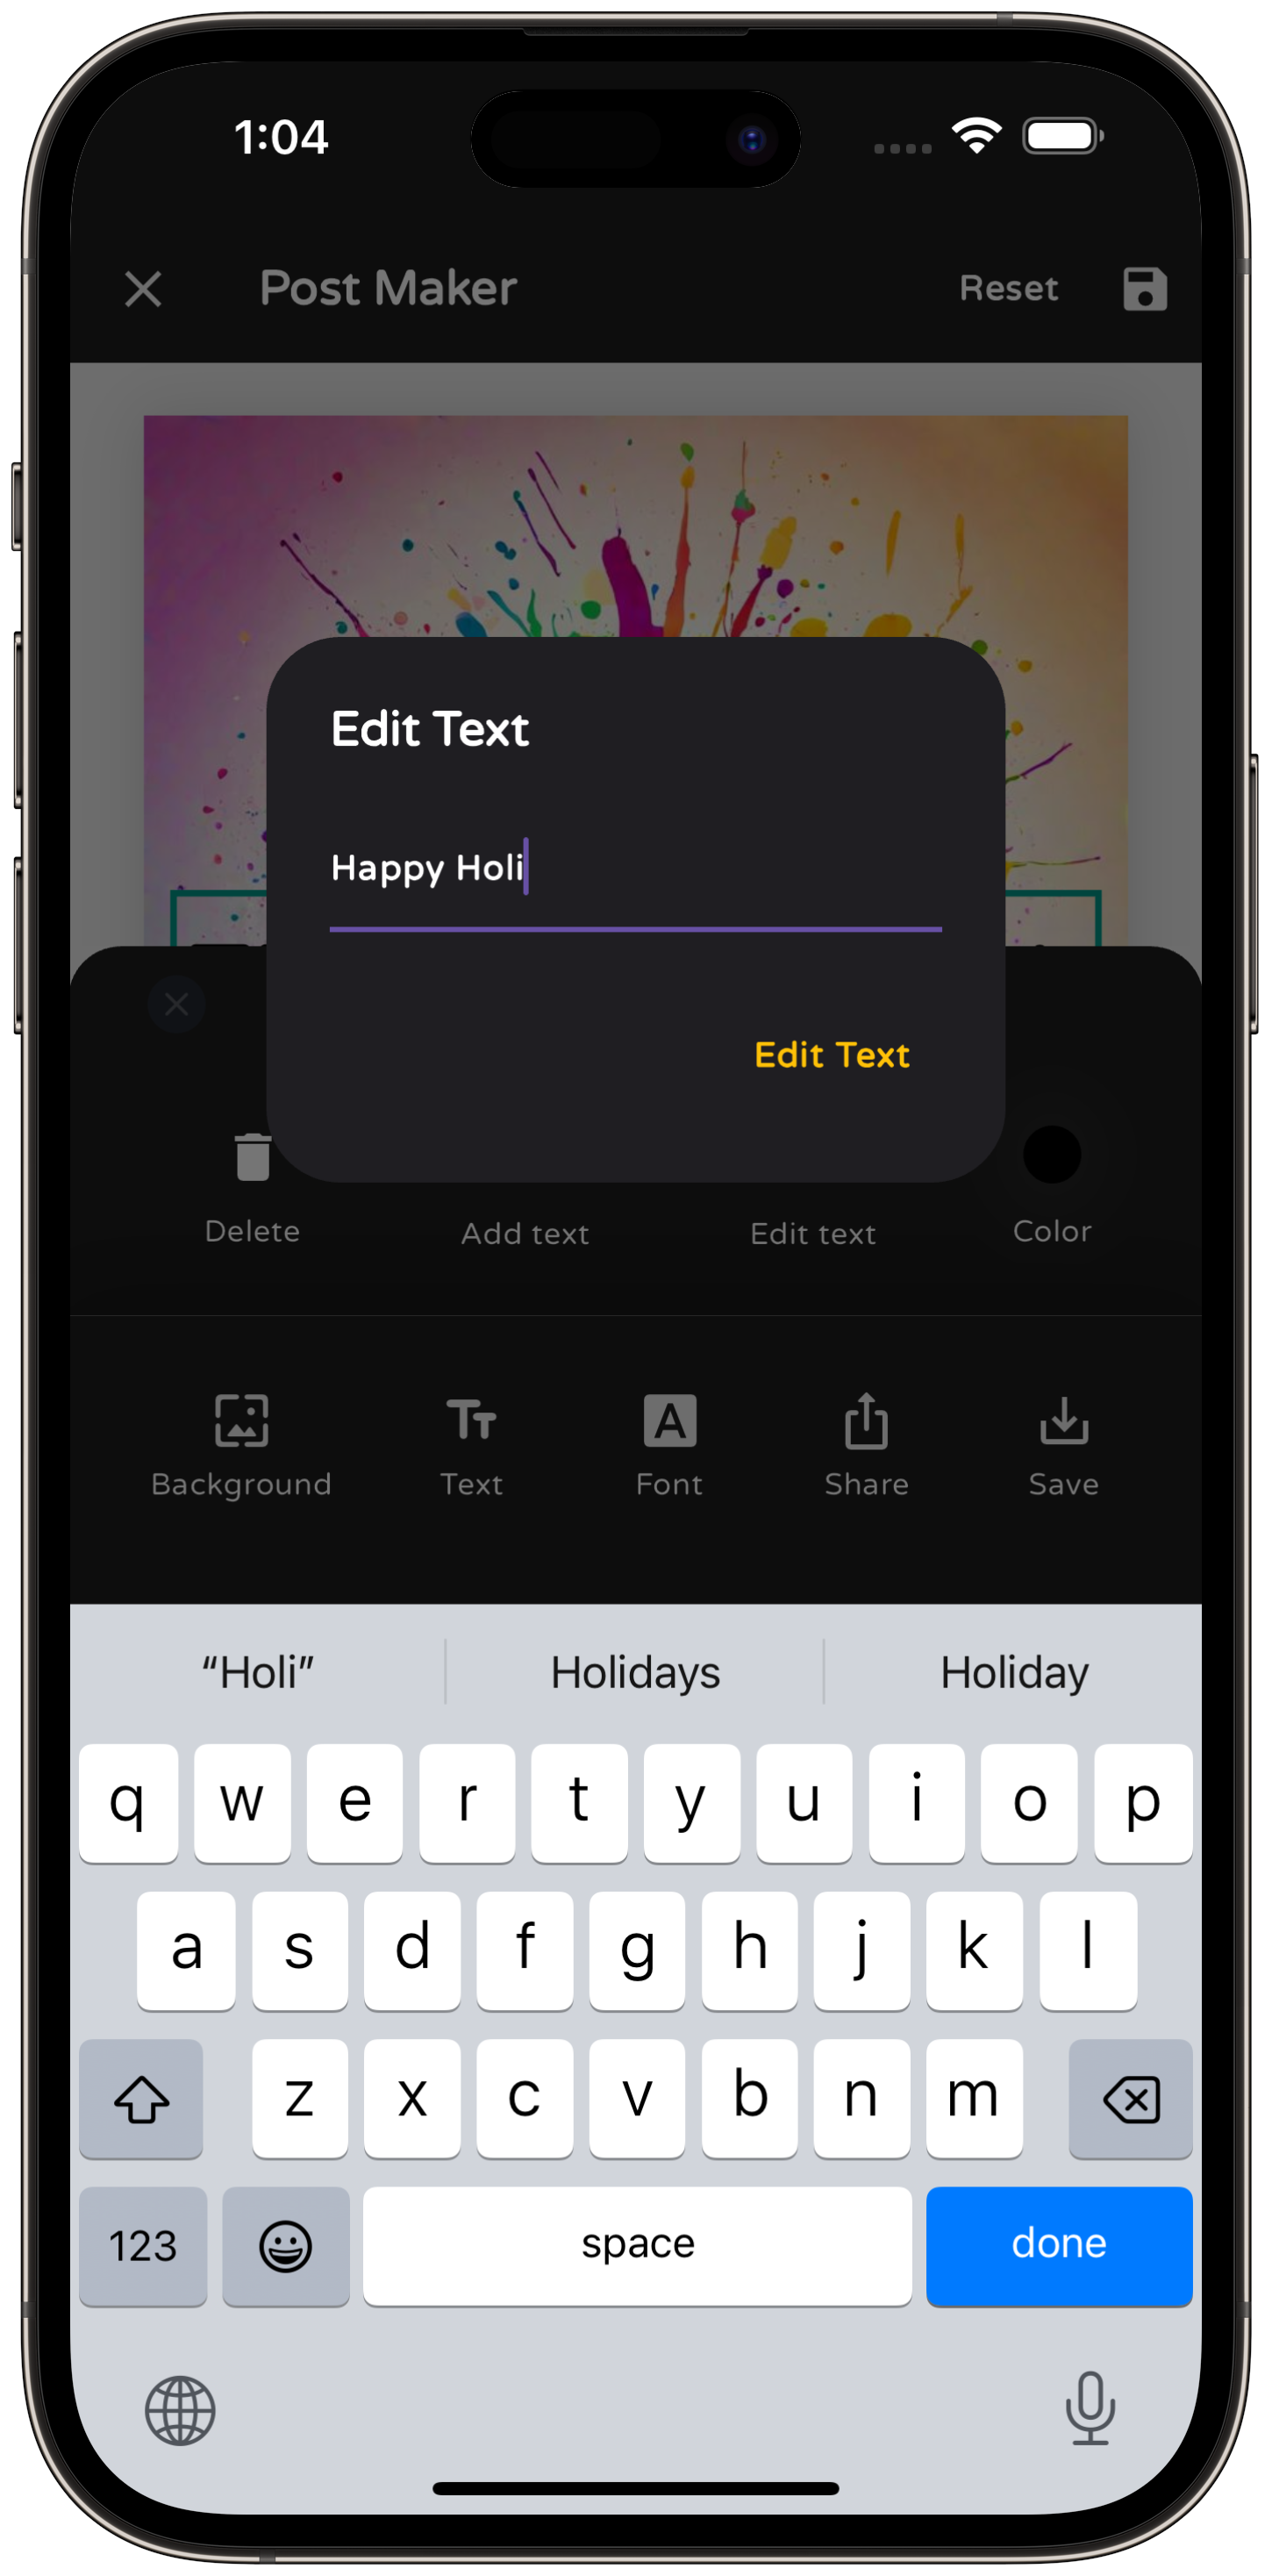 1:04
Post Maker Reset
Edit Text
Happy Holi
Edit Text
Delete Add text Edit text Color
Background Text Font Share Save
“Holi” Holidays Holiday
q w e r t y u i o p
a s d f g h j k l
z x c v b n m
123 space done